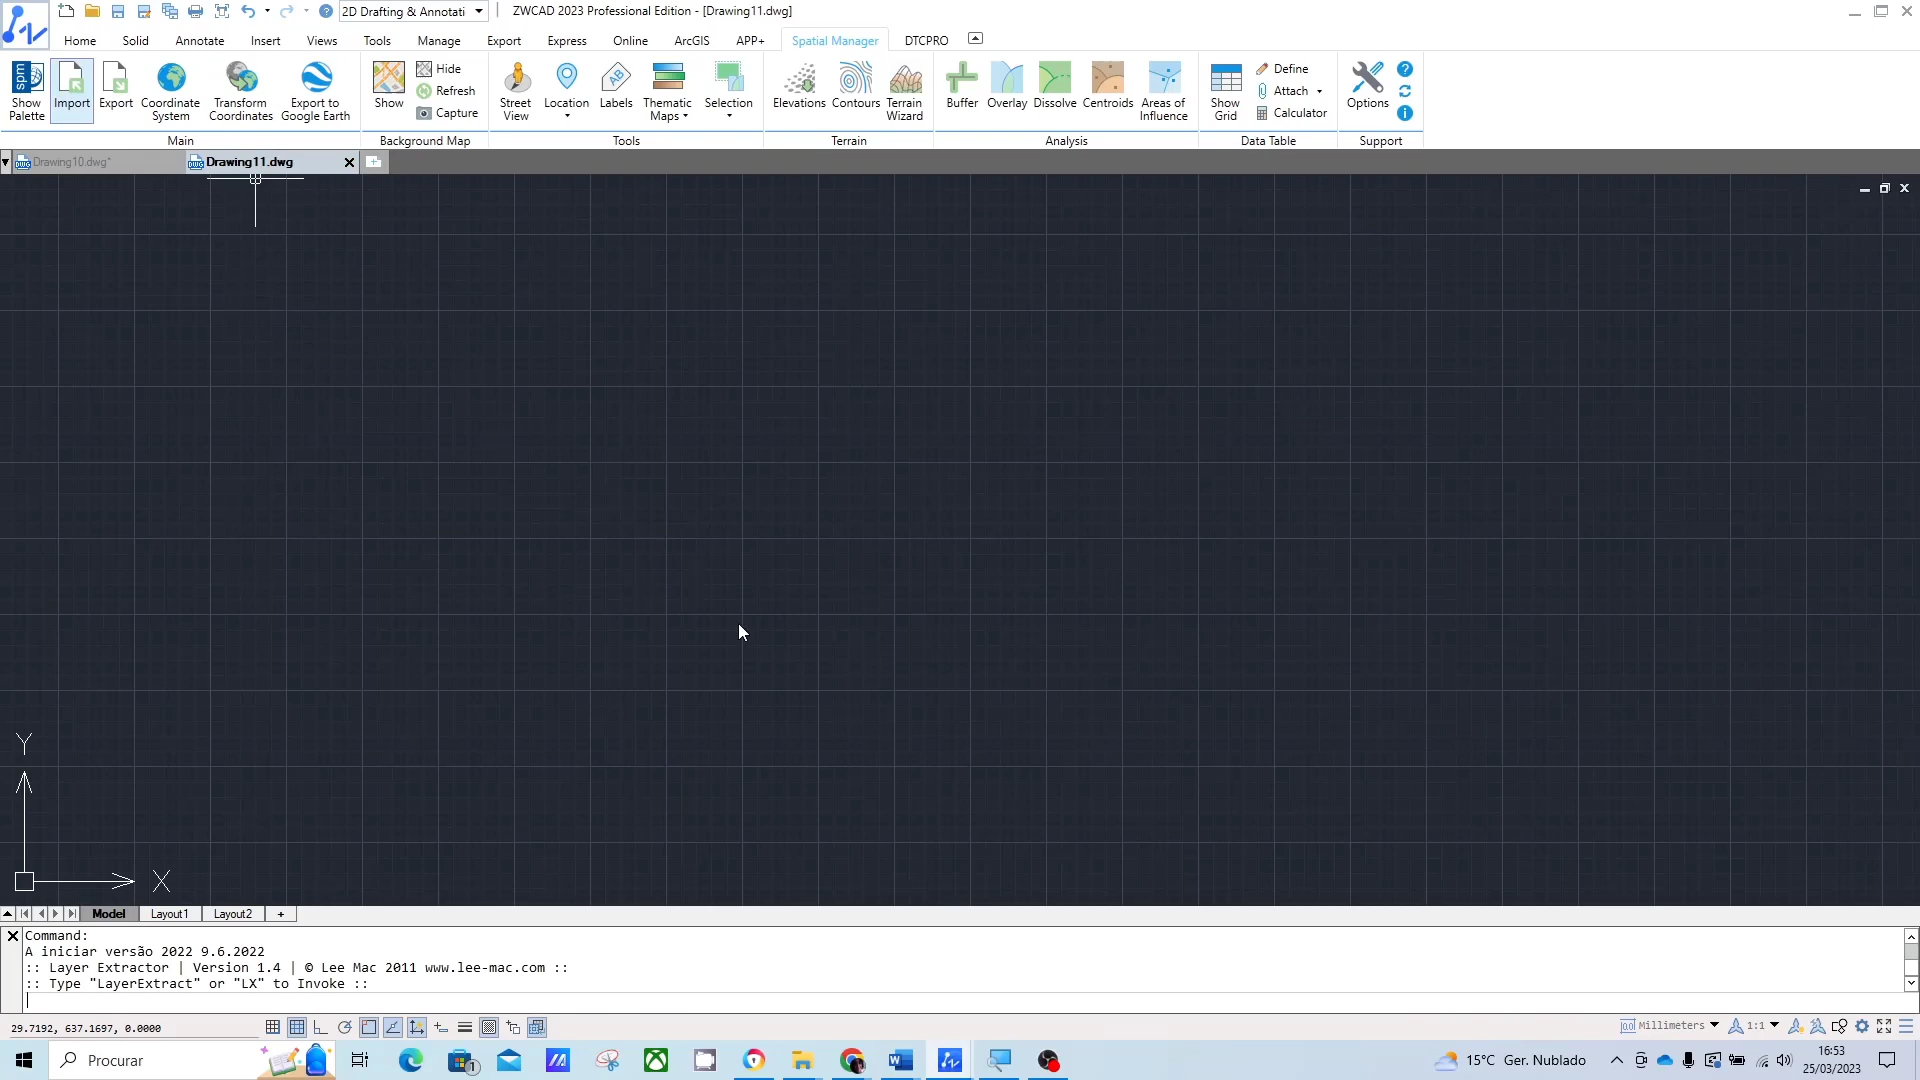 2D Drafting & Annotati
ZWCAD 2023 Professional Edition - [Drawing11.dwg]
Home Solid Annotate Insert Views Tools Manage Export Express Online ArcGIS APP+ Spatial Manager DTCPRO
spm
Show Palette
Import
Export
Coordinate System
Transform Coordinates
Export to Google Earth
Main
Show
Hide
Refresh
Capture
Background Map
Street View
Location
AB
Labels
Thematic Maps
Selection
Tools
Elevations
Contours
Terrain Wizard
Terrain
Buffer
Overlay
Dissolve
Centroids
Areas of Influence
Analysis
Show Grid
Define
Attach
Calculator
Data Table
Options
Support
Drawing10.dwg*
Drawing11.dwg
Y
X
Model Layout1 Layout2 +
Command:
A iniciar versão 2022 9.6.2022
:: Layer Extractor | Version 1.4 | © Lee Mac 2011 www.lee-mac.com ::
:: Type "LayerExtract" or "LX" to Invoke ::
29.7192, 637.1697, 0.0000
Millimeters
1:1
Procurar
1
15°C Ger. Nublado
16:53
25/03/2023